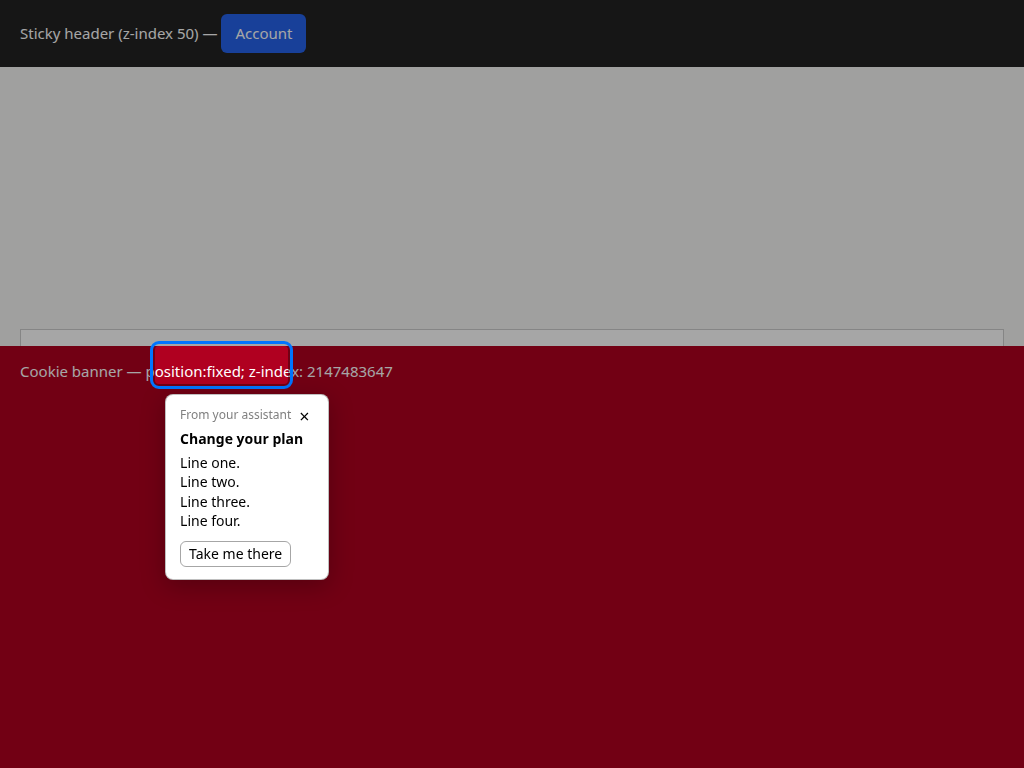 Sticky header (z-index 50) — Account
Cookie banner — position:fixed; z-index: 2147483647
From your assistant ×
Change your plan
Line one.
Line two.
Line three.
Line four.
Take me there